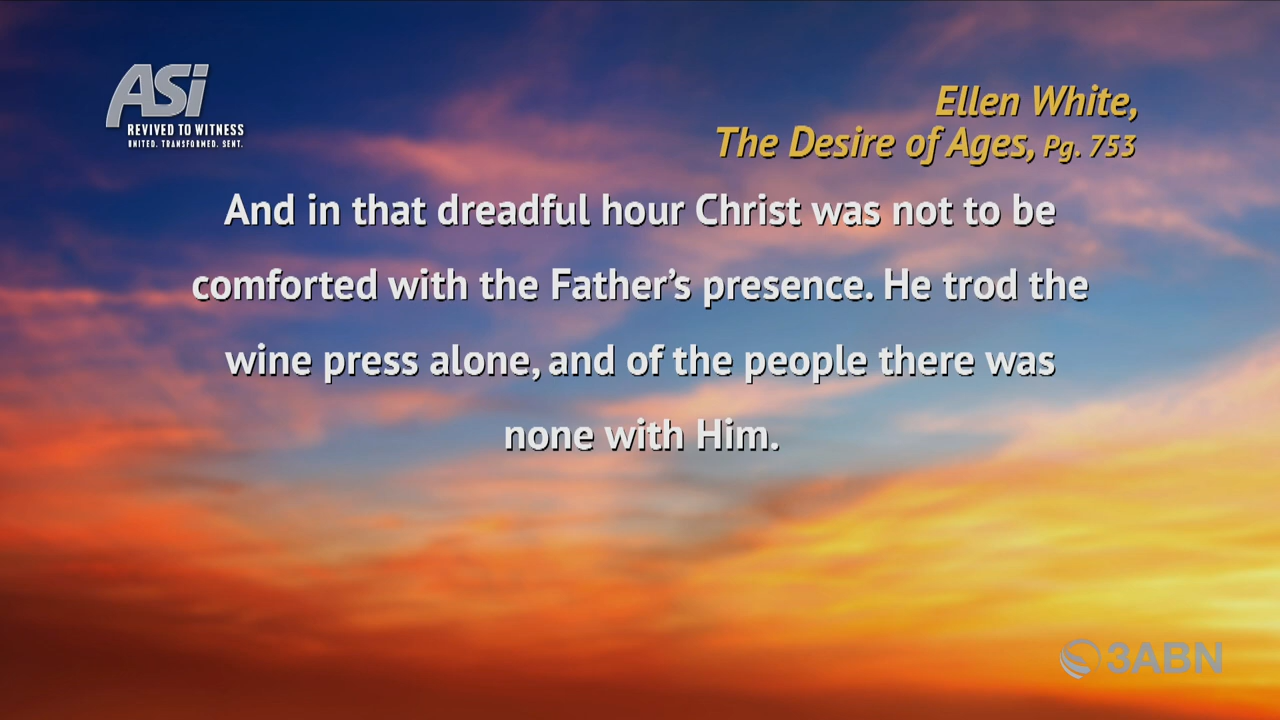 ASi
REVIVED TO WITNESS
UNITED. TRANSFORMED. SENT.
Ellen White,
The Desire of Ages, Pg. 753
And in that dreadful hour Christ was not to be
comforted with the Father’s presence. He trod the
wine press alone, and of the people there was
none with Him.
3ABN